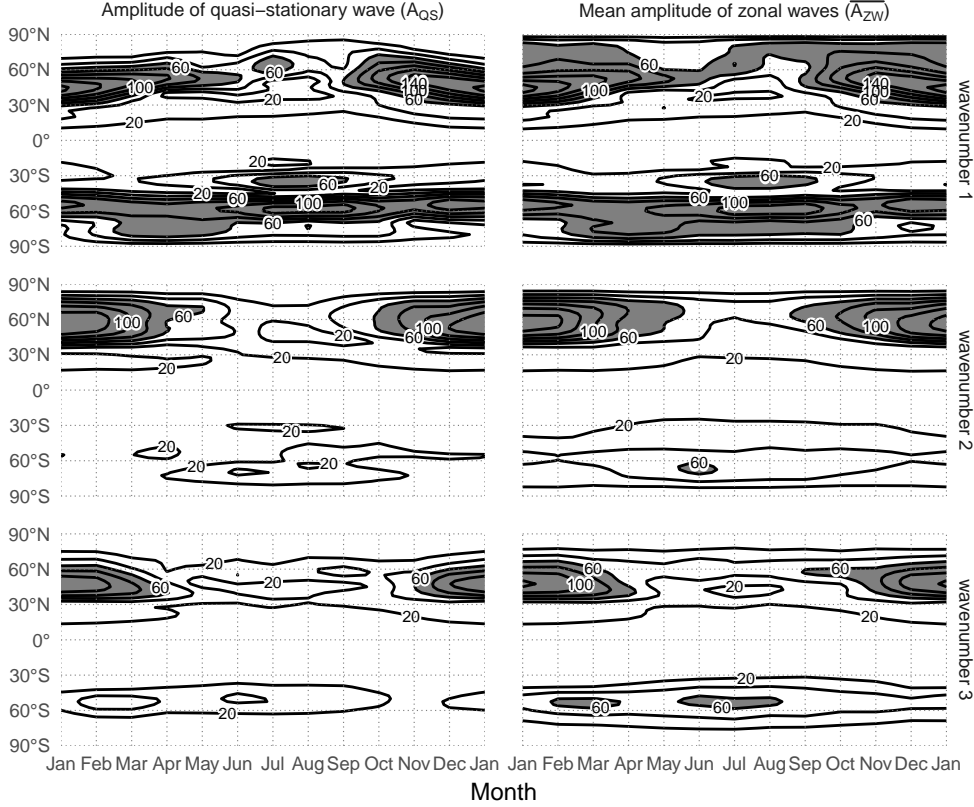 Amplitude of quasi−stationary wave (A_QS)
Mean amplitude of zonal waves (A̅_ZW)
90°N
60°N
30°N
0°
30°S
60°S
90°S
60
100
60
20
140
100
60
20
20
20
60
20
60
100
60
60
100
20
140
100
60
20
20
60
60
100
60
wavenumber 1
90°N
60°N
30°N
0°
30°S
60°S
90°S
100
60
20
100
60
20
20
20
20
20
20
100
60
60
100
20
20
60
wavenumber 2
90°N
60°N
30°N
0°
30°S
60°S
90°S
60
20
20
20
60
20
20
60
100
20
60
20
20
60
60
wavenumber 3
Jan Feb Mar Apr May Jun Jul Aug Sep Oct Nov Dec Jan
Jan Feb Mar Apr May Jun Jul Aug Sep Oct Nov Dec Jan
Month